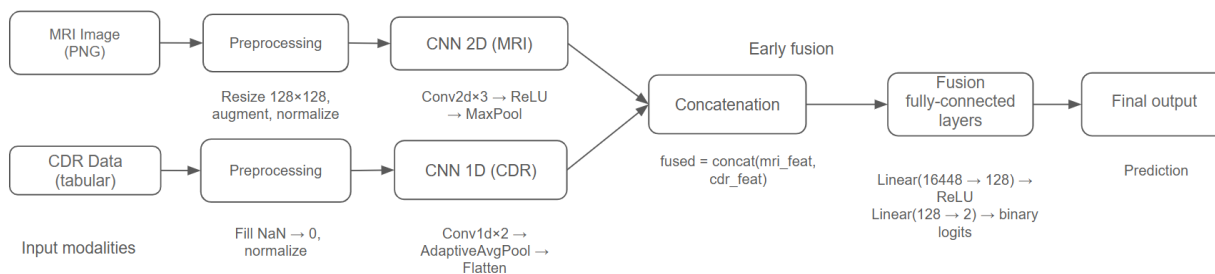 MRI Image
(PNG)
Preprocessing
CNN 2D (MRI)
Early fusion
Resize 128×128,
augment, normalize
Conv2d×3 → ReLU
→ MaxPool
Concatenation
Fusion
fully-connected
layers
Final output
CDR Data
(tabular)
Preprocessing
CNN 1D (CDR)
fused = concat(mri_feat,
cdr_feat)
Linear(16448 → 128) →
ReLU
Linear(128 → 2) → binary
logits
Prediction
Input modalities
Fill NaN → 0,
normalize
Conv1d×2 →
AdaptiveAvgPool →
Flatten